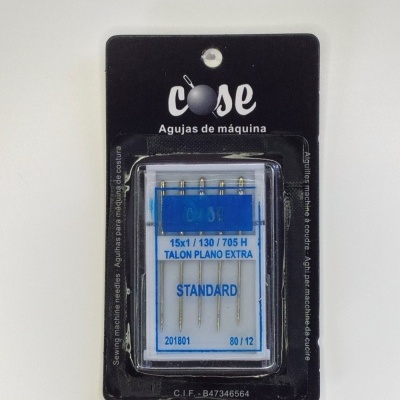 cose
Agujas de máquina
Sewing machine needles - Agulhas para máquina de costura
Aiguilles machine à coudre - Aghi per macchine da cucire
15x1 / 130 / 705 H
TALON PLANO EXTRA
STANDARD
201801 80 / 12
C.I.F. - B47346564